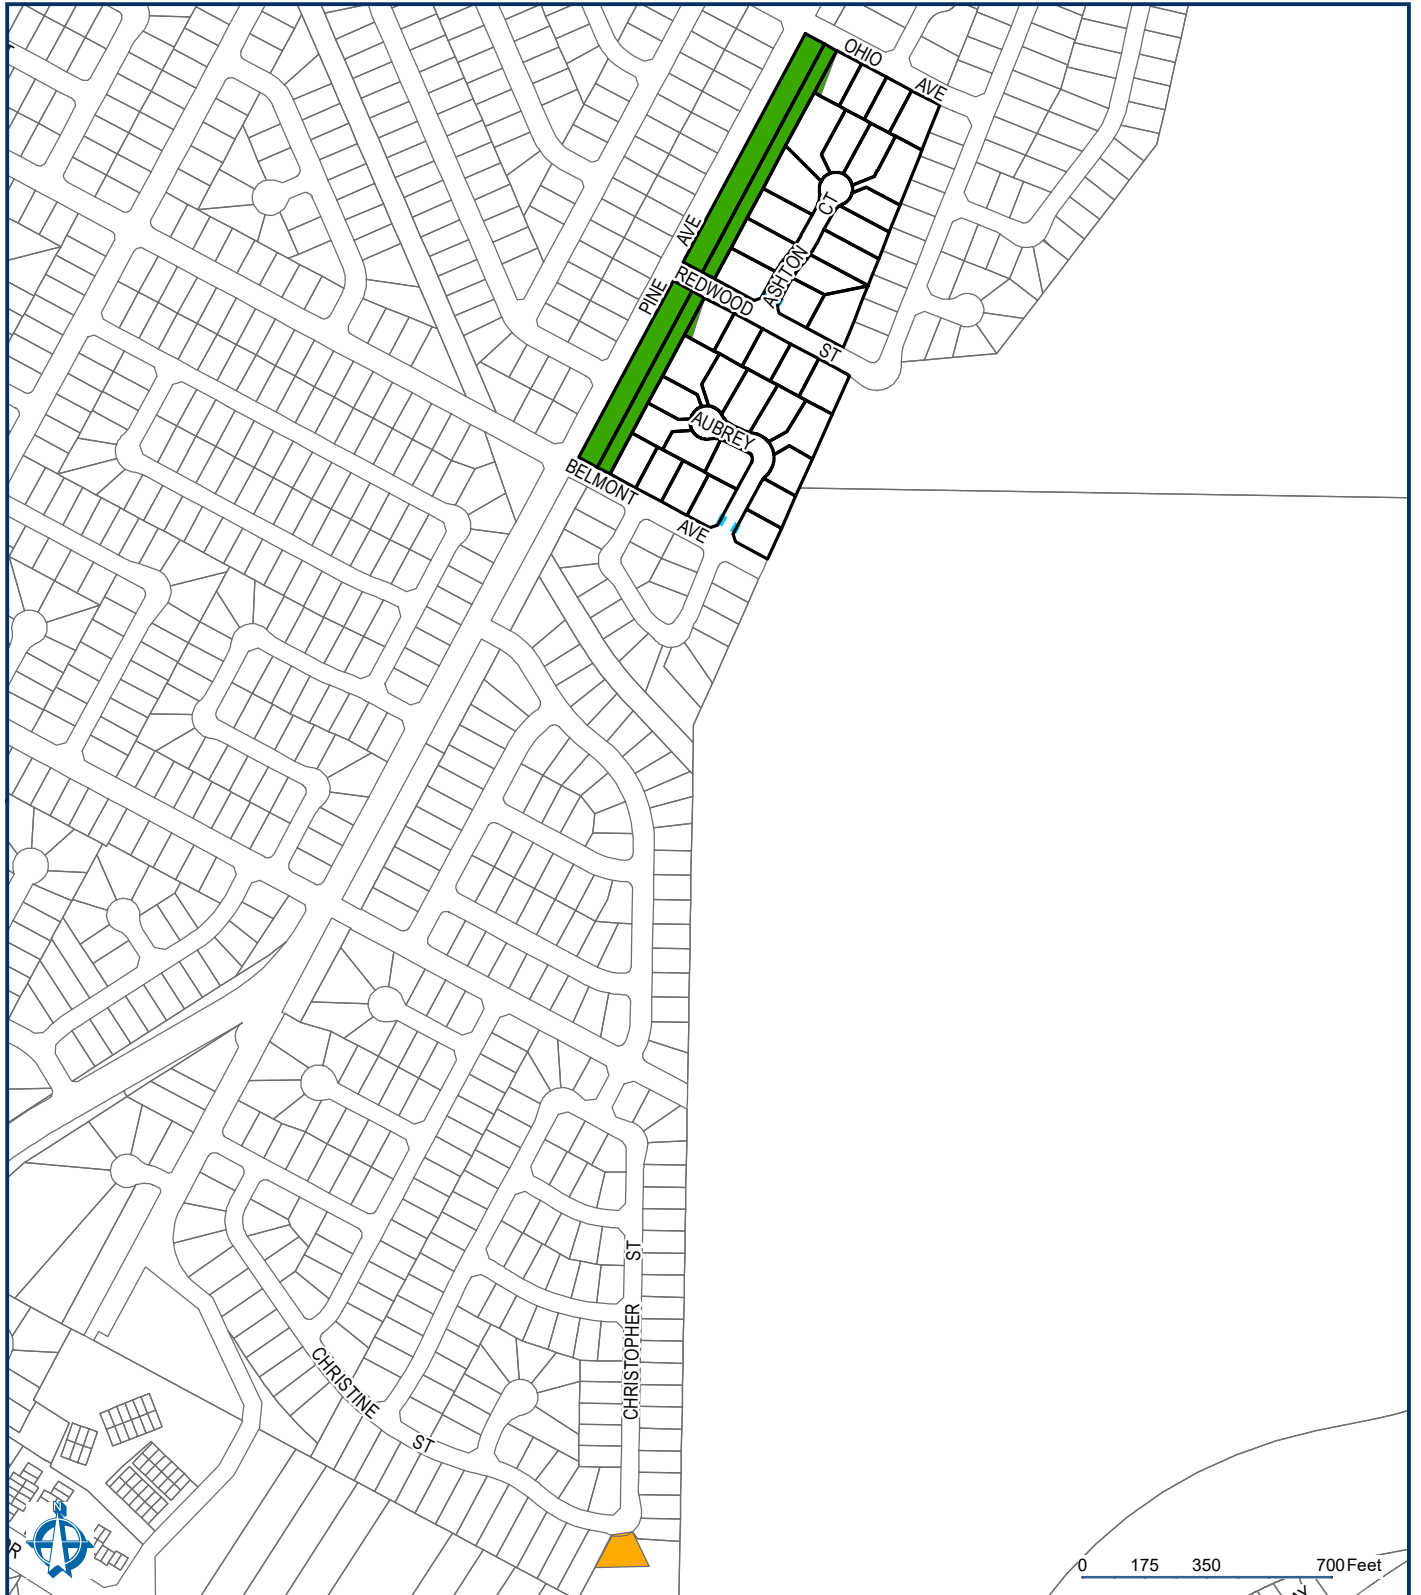 OHIO AVE
PINE AVE
ASHTON CT
REDWOOD ST
AUBREY
BELMONT AVE
CHRISTOPHER ST
CHRISTINE ST
N
0 175 350 700 Feet